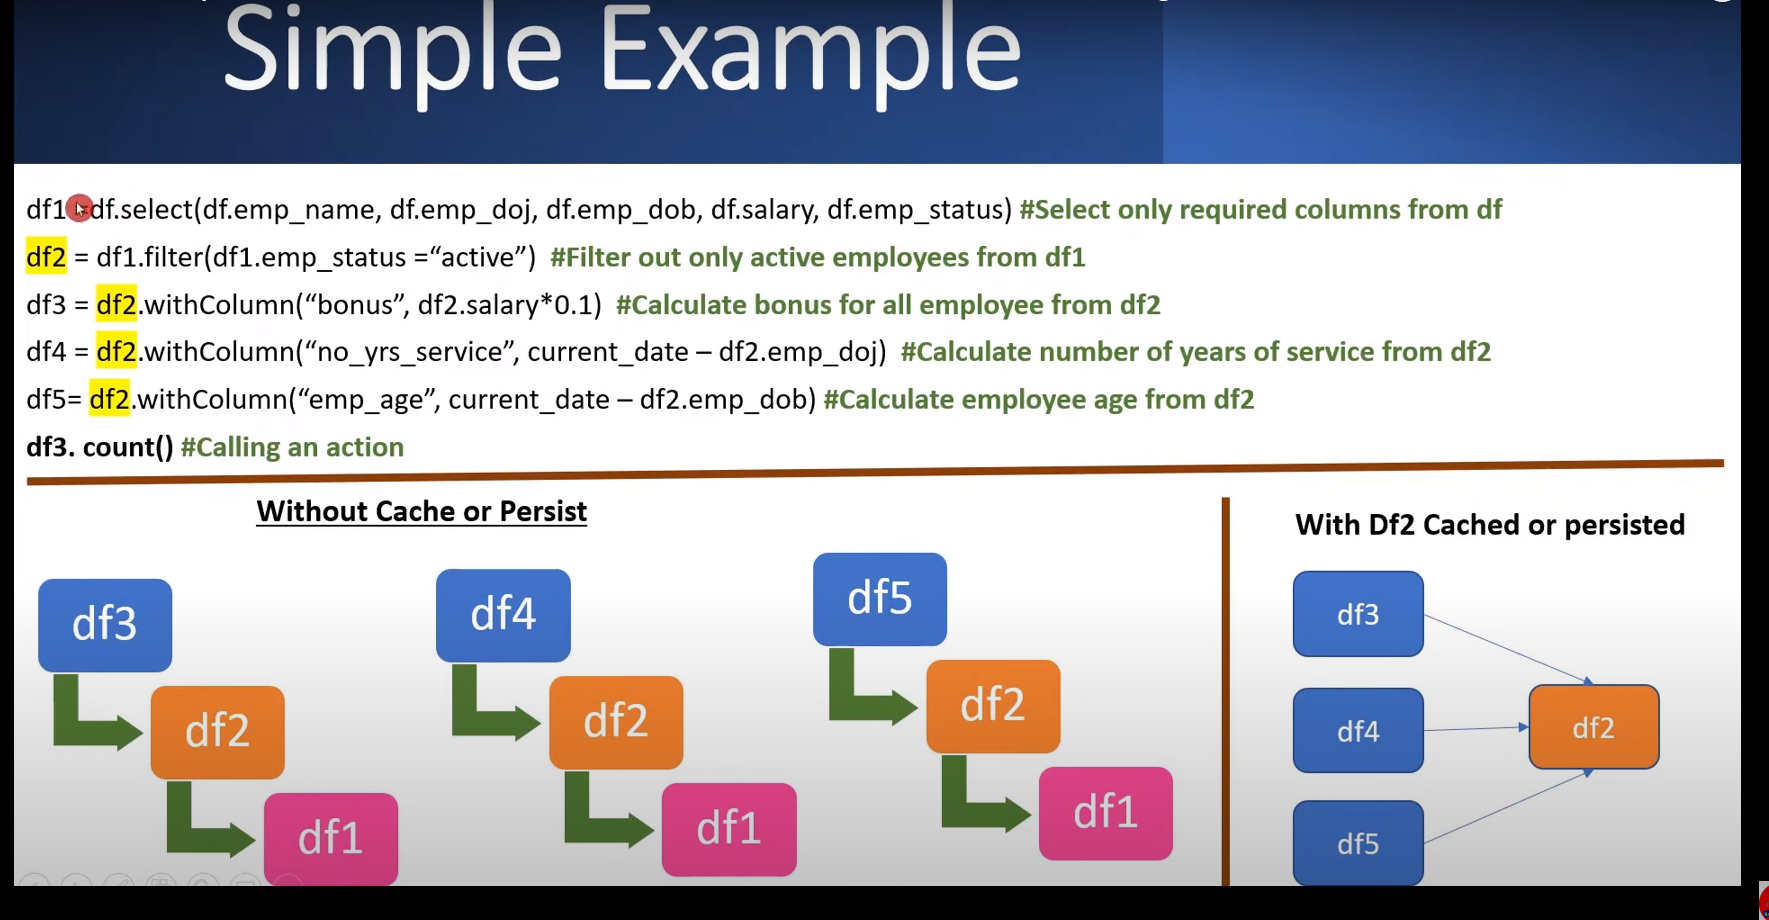 Simple Example
df1 =df.select(df.emp_name, df.emp_doj, df.emp_dob, df.salary, df.emp_status) #Select only required columns from df
df2 = df1.filter(df1.emp_status =“active”) #Filter out only active employees from df1
df3 = df2.withColumn(“bonus”, df2.salary*0.1) #Calculate bonus for all employee from df2
df4 = df2.withColumn(“no_yrs_service”, current_date – df2.emp_doj) #Calculate number of years of service from df2
df5= df2.withColumn(“emp_age”, current_date – df2.emp_dob) #Calculate employee age from df2
df3. count() #Calling an action
Without Cache or Persist
df3
df2
df1
df4
df2
df1
df5
df2
df1
With Df2 Cached or persisted
df3
df4
df5
df2